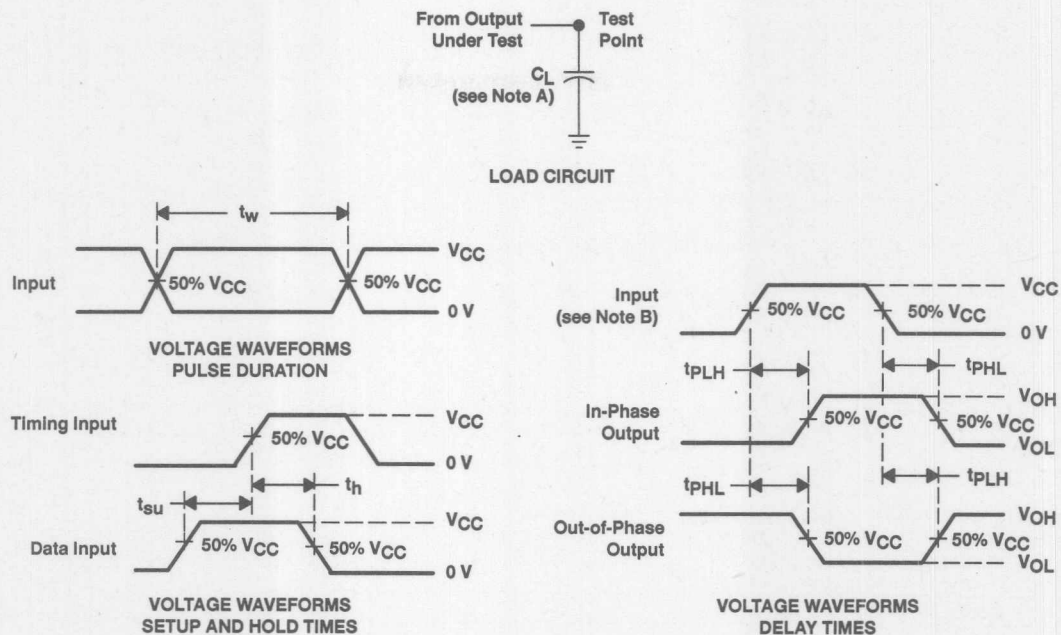 From Output
Under Test
Test
Point
CL
(see Note A)
LOAD CIRCUIT
tw
VCC
Input
50% VCC
50% VCC
0 V
VOLTAGE WAVEFORMS
PULSE DURATION
Timing Input
VCC
50% VCC
0 V
tsu
th
Data Input
VCC
50% VCC
50% VCC
0 V
VOLTAGE WAVEFORMS
SETUP AND HOLD TIMES
Input
(see Note B)
VCC
50% VCC
50% VCC
0 V
tPLH
tPHL
In-Phase
Output
VOH
50% VCC
50% VCC
VOL
tPHL
tPLH
Out-of-Phase
Output
VOH
50% VCC
50% VCC
VOL
VOLTAGE WAVEFORMS
DELAY TIMES